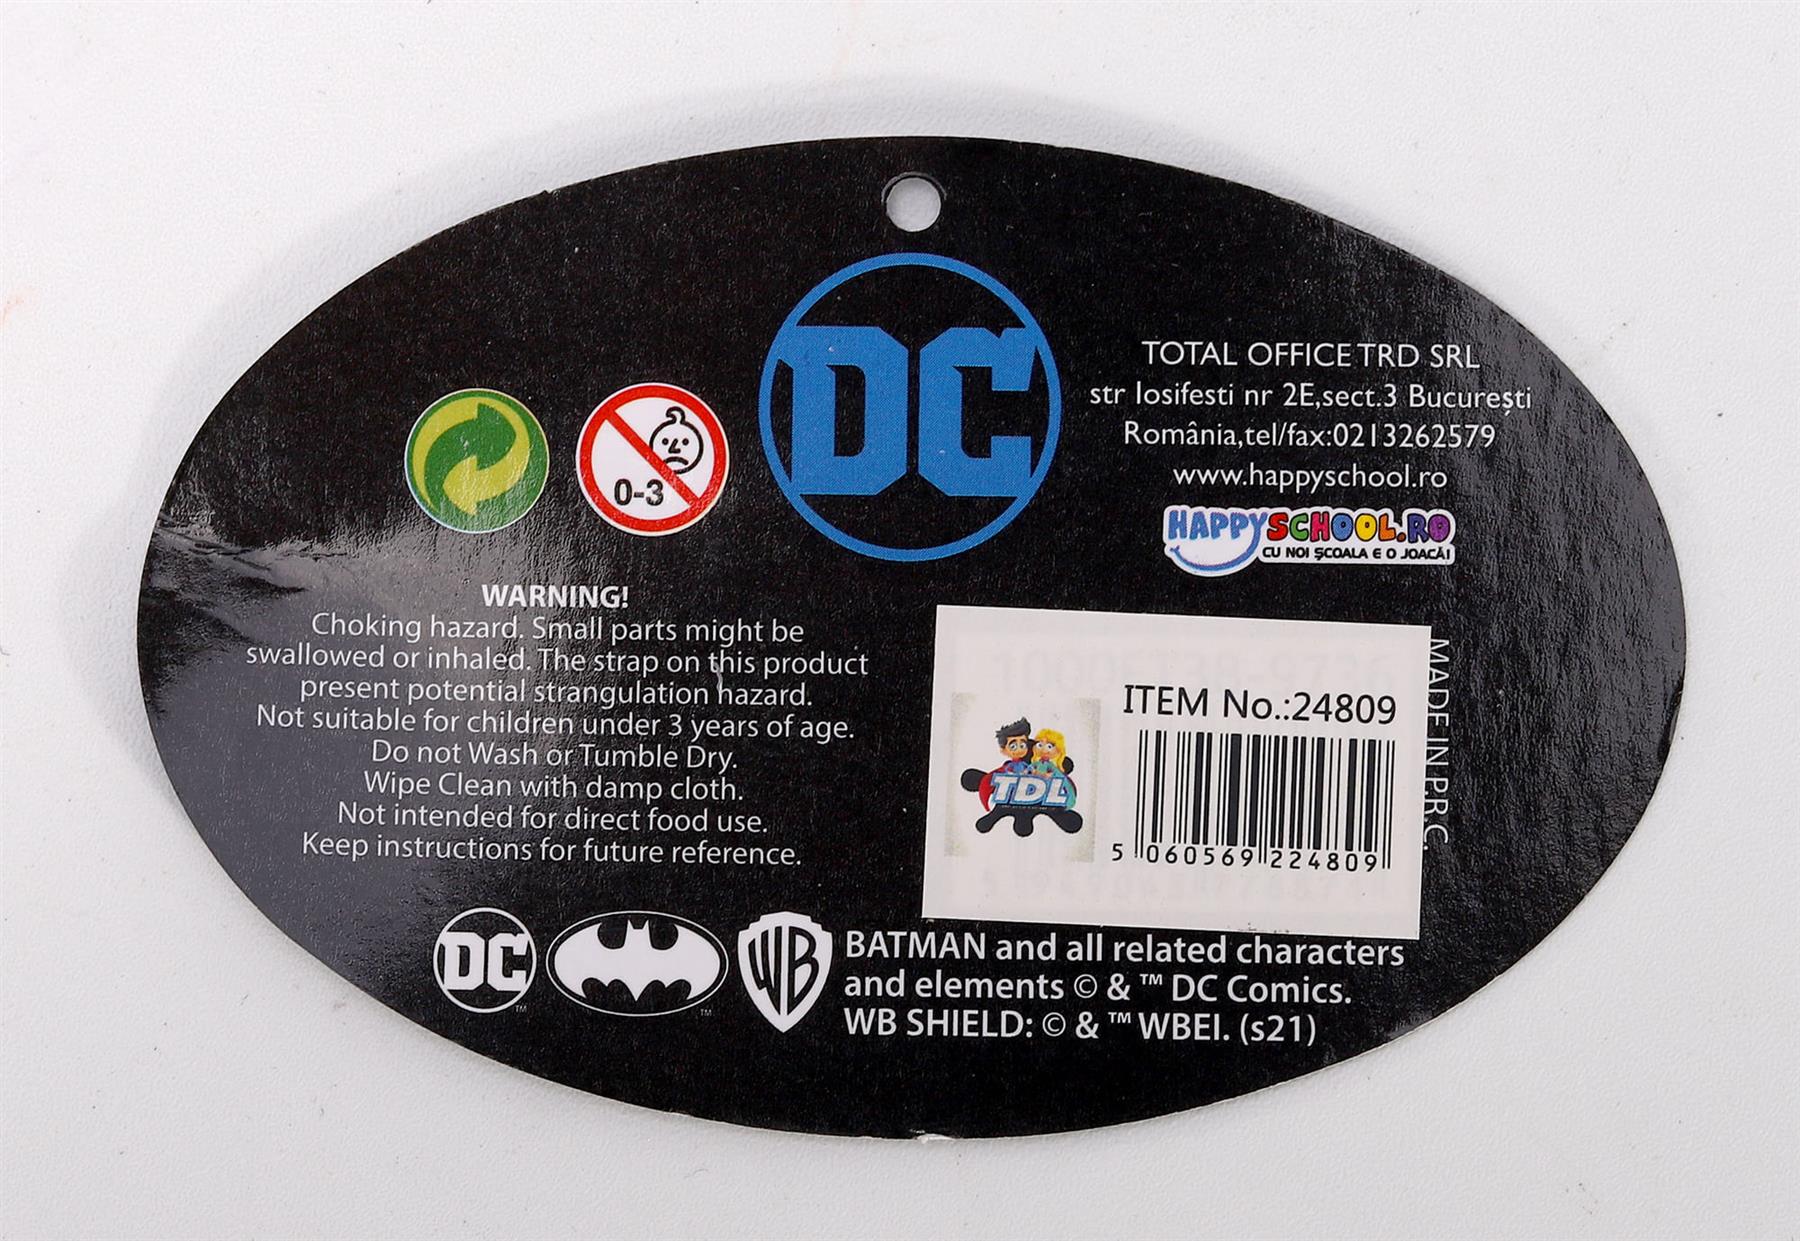 DC
TOTAL OFFICE TRD SRL
str Iosifesti nr 2E,sect.3 București
România,tel/fax:0213262579
www.happyschool.ro
HAPPYSCHOOL.RO
CU NOI ȘCOALA E O JOACĂ!
0-3
WARNING!
Choking hazard. Small parts might be
swallowed or inhaled. The strap on this product
present potential strangulation hazard.
Not suitable for children under 3 years of age.
Do not Wash or Tumble Dry.
Wipe Clean with damp cloth.
Not intended for direct food use.
Keep instructions for future reference.
ITEM No.:24809
TDL
5 060569 224809
MADE IN P.R.C.
DC ™
™
WB
BATMAN and all related characters
and elements © & ™ DC Comics.
WB SHIELD: © & ™ WBEI. (s21)